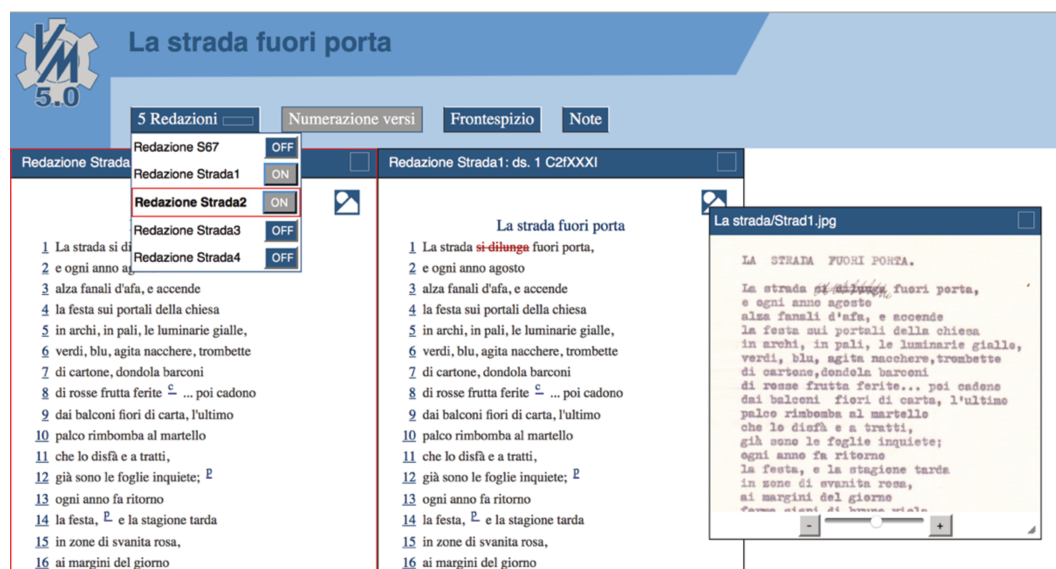 VM
5.0
La strada fuori porta
5 Redazioni
Numerazione versi
Frontespizio
Note
Redazione S67 OFF
Redazione Strada1 ON
Redazione Strada2 ON
Redazione Strada3 OFF
Redazione Strada4 OFF
Redazione Strada
1 La strada si di
2 e ogni anno ag
3 alza fanali d'afa, e accende
4 la festa sui portali della chiesa
5 in archi, in pali, le luminarie gialle,
6 verdi, blu, agita nacchere, trombette
7 di cartone, dondola barconi
8 di rosse frutta ferite c ... poi cadono
9 dai balconi fiori di carta, l'ultimo
10 palco rimbomba al martello
11 che lo disfà e a tratti,
12 già sono le foglie inquiete; p
13 ogni anno fa ritorno
14 la festa, p e la stagione tarda
15 in zone di svanita rosa,
16 ai margini del giorno
Redazione Strada1: ds. 1 C2fXXXI
La strada fuori porta
1 La strada si dilunga fuori porta,
2 e ogni anno agosto
3 alza fanali d'afa, e accende
4 la festa sui portali della chiesa
5 in archi, in pali, le luminarie gialle,
6 verdi, blu, agita nacchere, trombette
7 di cartone, dondola barconi
8 di rosse frutta ferite c ... poi cadono
9 dai balconi fiori di carta, l'ultimo
10 palco rimbomba al martello
11 che lo disfà e a tratti,
12 già sono le foglie inquiete; p
13 ogni anno fa ritorno
14 la festa, p e la stagione tarda
15 in zone di svanita rosa,
16 ai margini del giorno
La strada/Strad1.jpg
LA STRADA FUORI PORTA.
La strada si dilunga fuori porta,
e ogni anno agosto
alza fanali d'afa, e accende
la festa sui portali della chiesa
in archi, in pali, le luminarie gialle,
verdi, blu, agita nacchere,trombette
di cartone,dondola barconi
di rosse frutta ferite... poi cadono
dai balconi fiori di carta, l'ultimo
palco rimbomba al martello
che lo disfà e a tratti,
già sono le foglie inquiete;
ogni anno fa ritorno
la festa, e la stagione tarda
in zone di svanita rosa,
ai margini del giorno
- +